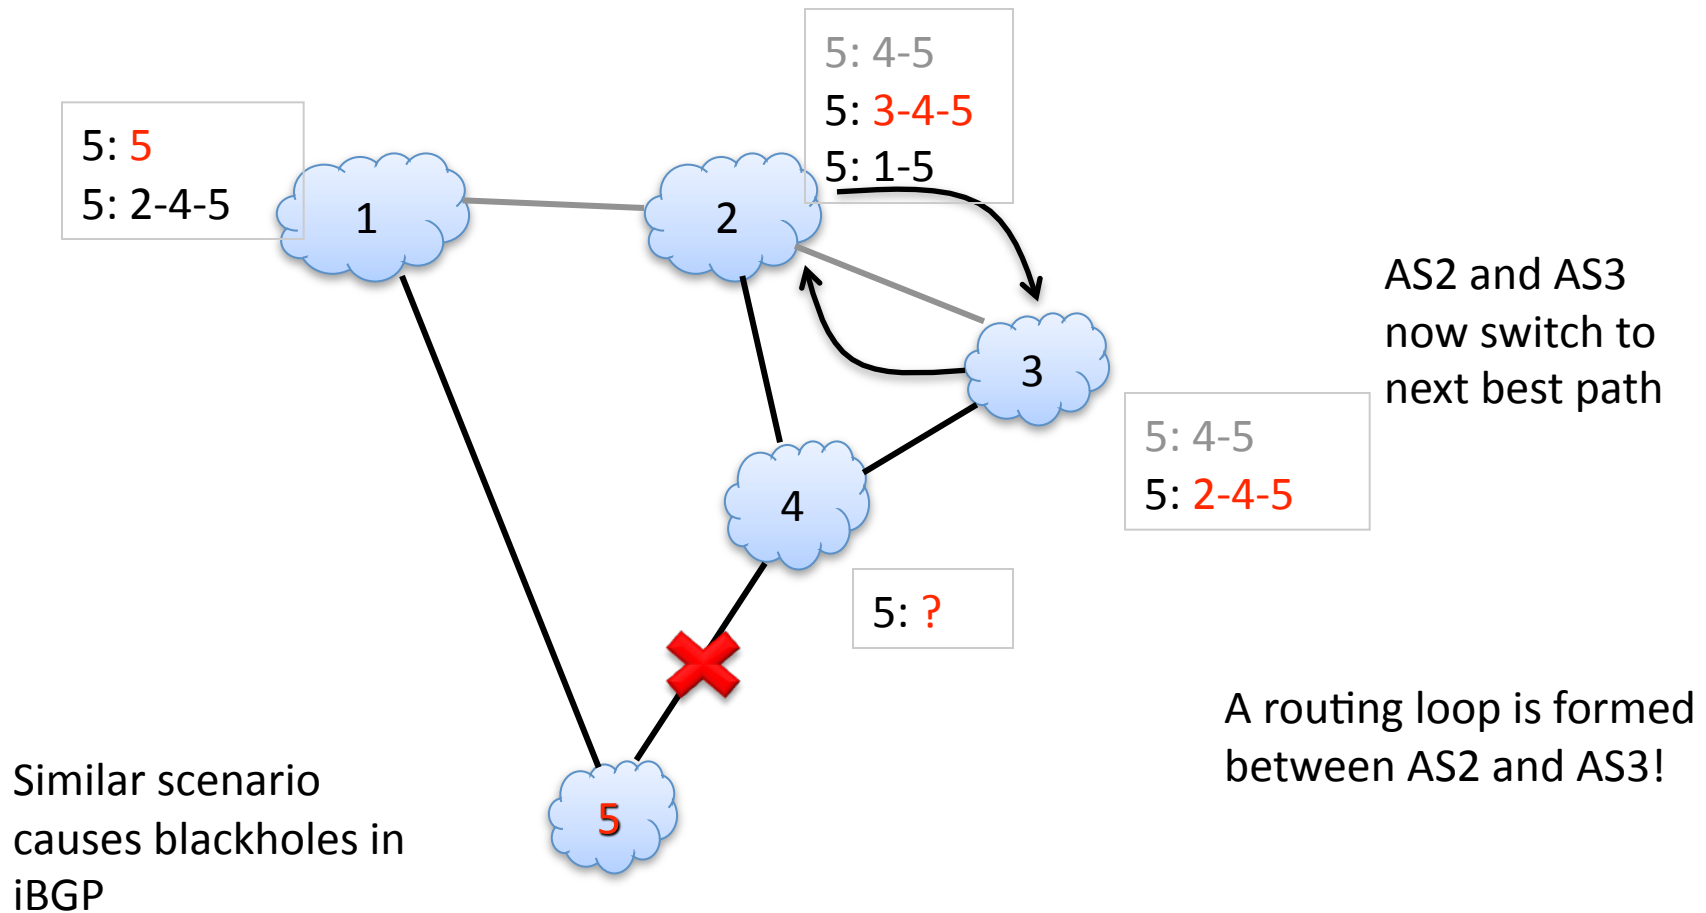 5: 4-5
5: 3-4-5
5: 1-5
5: 5
5: 2-4-5
1
2
3
AS2 and AS3
now switch to
next best path
5: 4-5
5: 2-4-5
4
5: ?
A routing loop is formed
between AS2 and AS3!
5
Similar scenario
causes blackholes in
iBGP